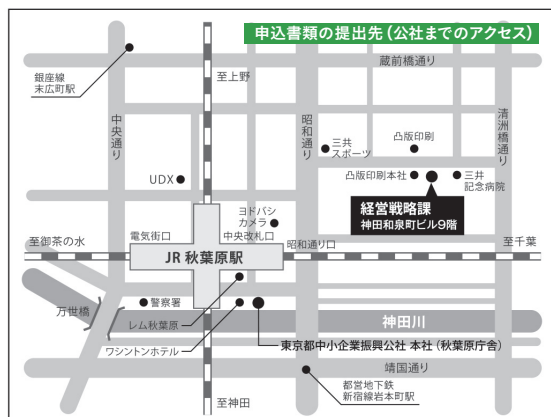 申込書類の提出先（公社までのアクセス）
銀座線
末広町駅
至上野
蔵前橋通り
中央通り
昭和通り
清洲橋通り
三共
スポーツ
凸版印刷
UDX
凸版印刷本社
三井
記念病院
経営戦略課
神田和泉町ビル9階
ヨドバシ
カメラ
至御茶の水
電気街口
中央改札口
昭和通り口
至千葉
JR 秋葉原駅
万世橋
警察署
レム秋葉原
神田川
ワシントンホテル
東京都中小企業振興公社 本社（秋葉原庁舎）
靖国通り
至神田
都営地下鉄
新宿線岩本町駅